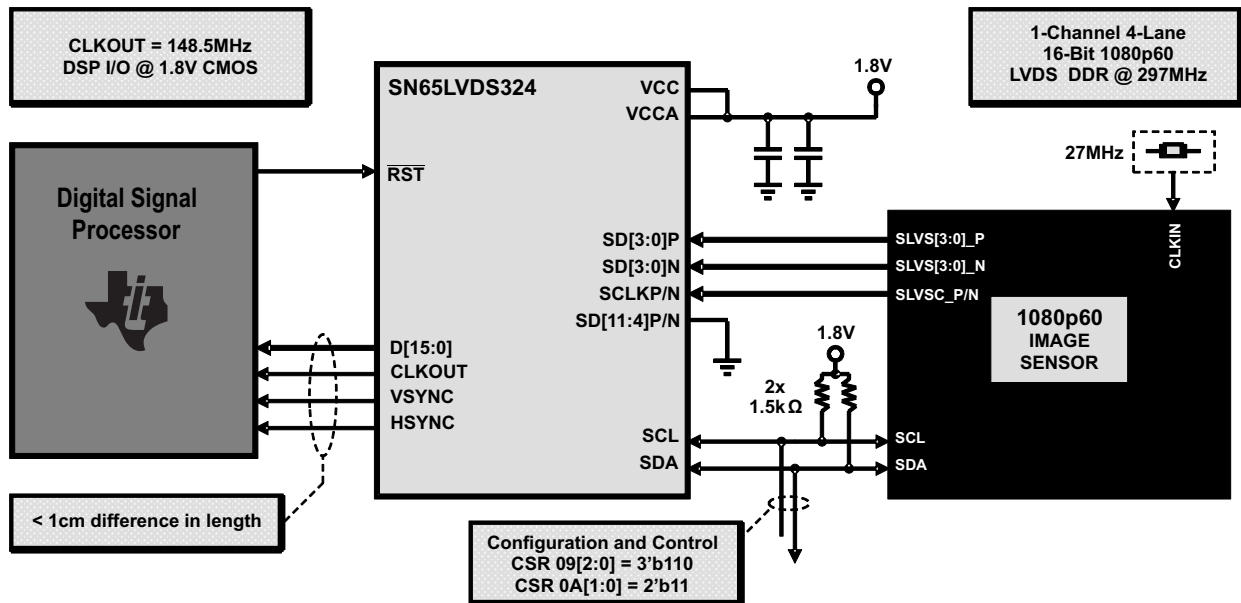 CLKOUT = 148.5MHz
DSP I/O @ 1.8V CMOS
1-Channel 4-Lane
16-Bit 1080p60
LVDS DDR @ 297MHz
SN65LVDS324
VCC
VCCA
1.8V
27MHz
RST
Digital Signal
Processor
ti
SD[3:0]P
SD[3:0]N
SCLKP/N
SD[11:4]P/N
SLVS[3:0]_P
SLVS[3:0]_N
SLVSC_P/N
CLKIN
1080p60
IMAGE
SENSOR
1.8V
2x
1.5kΩ
D[15:0]
CLKOUT
VSYNC
HSYNC
SCL
SDA
SCL
SDA
< 1cm difference in length
Configuration and Control
CSR 09[2:0] = 3'b110
CSR 0A[1:0] = 2'b11